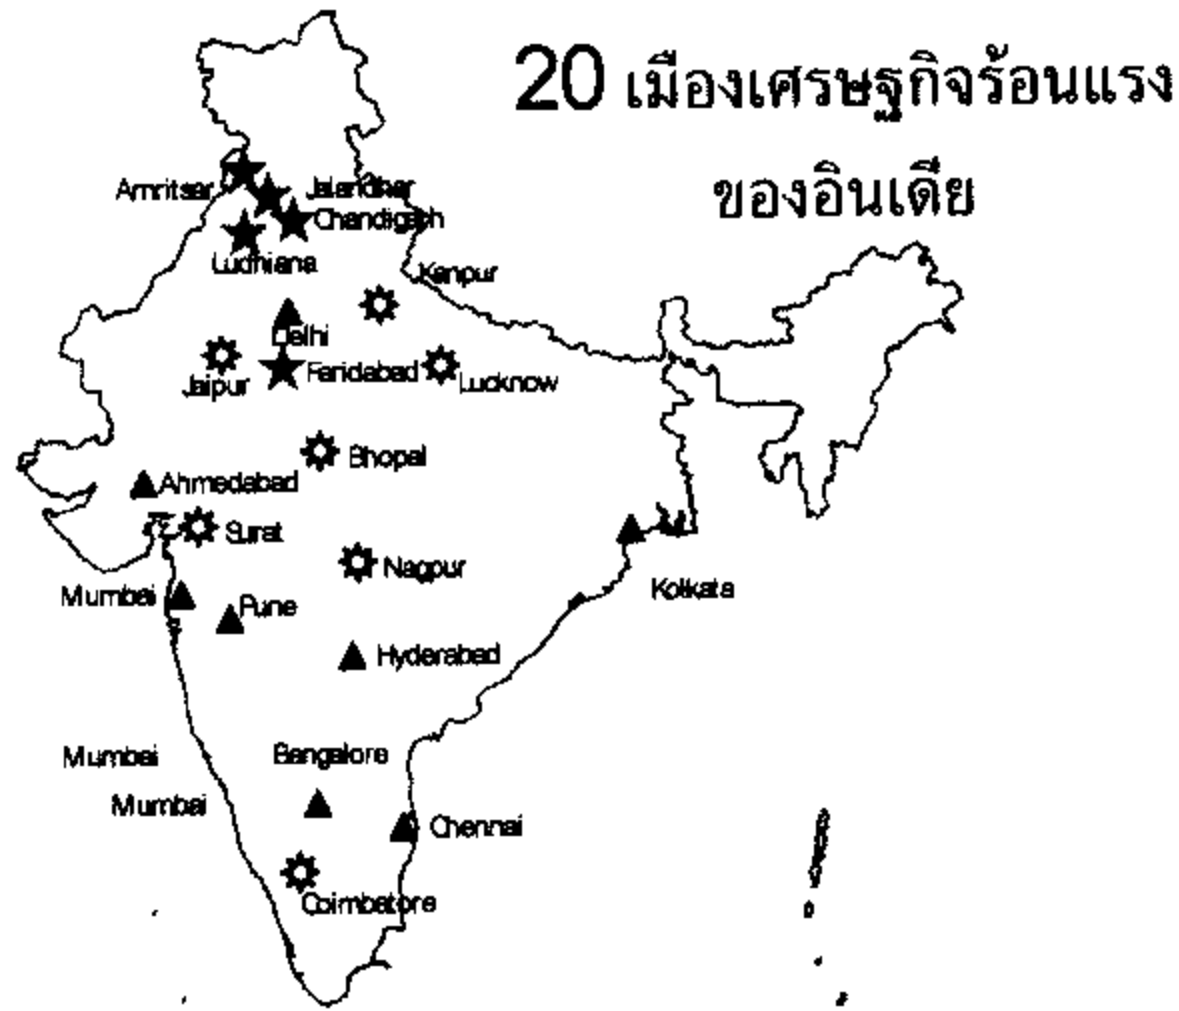 20 เมืองเศรษฐกิจร้อนแรง
ของอินเดีย
Amritsar
Jalandhar
Chandigarh
Ludhiana
Kanpur
Delhi
Jaipur
Faridabad
Lucknow
Bhopal
Ahmedabad
Surat
Nagpur
Mumbai
Pune
Kolkata
Hyderabad
Mumbai
Bangalore
Mumbai
Chennai
Coimbatore